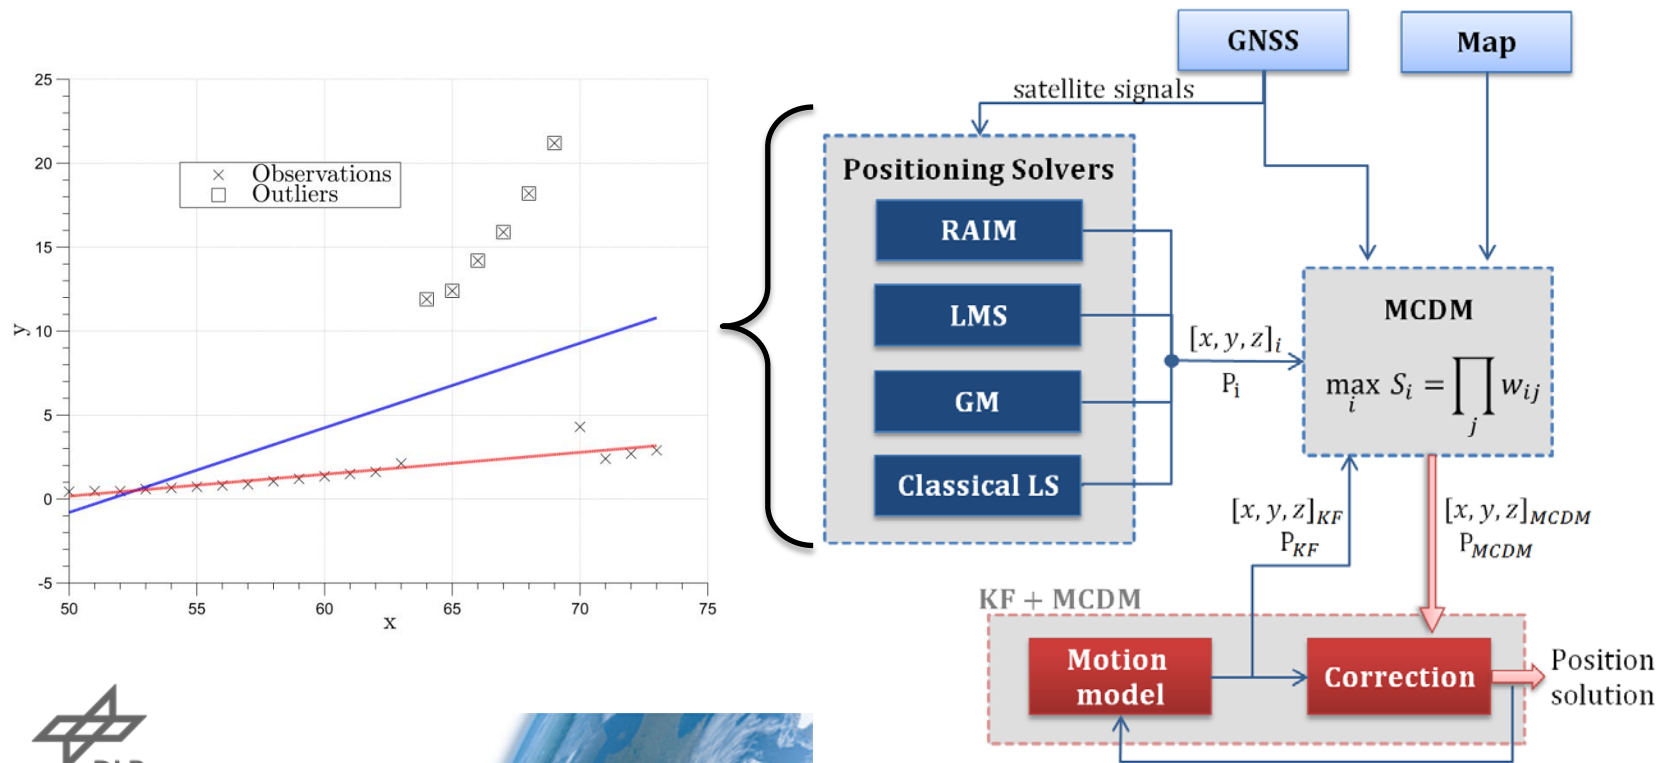 25
20
15
10
5
0
-5
50
55
60
65
70
75
x
y
Observations
Outliers
GNSS
Map
satellite signals
Positioning Solvers
RAIM
LMS
GM
Classical LS
[x, y, z]i
Pi
MCDM
max i Si = ∏ j wij
[x, y, z]KF
PKF
[x, y, z]MCDM
PMCDM
KF + MCDM
Motion
model
Correction
Position
solution